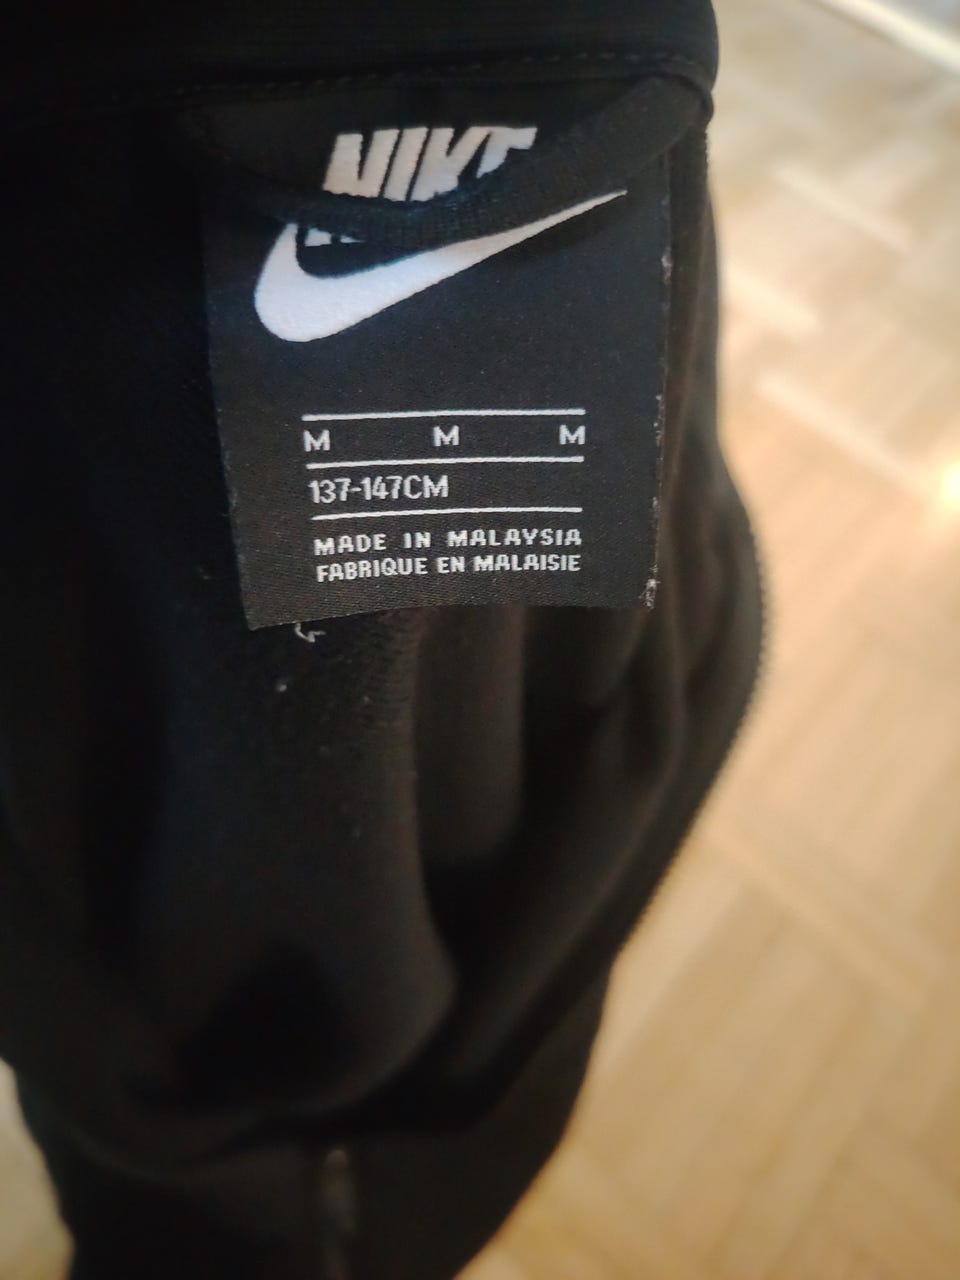 NIKE
M M M
137-147CM
MADE IN MALAYSIA
FABRIQUE EN MALAISIE